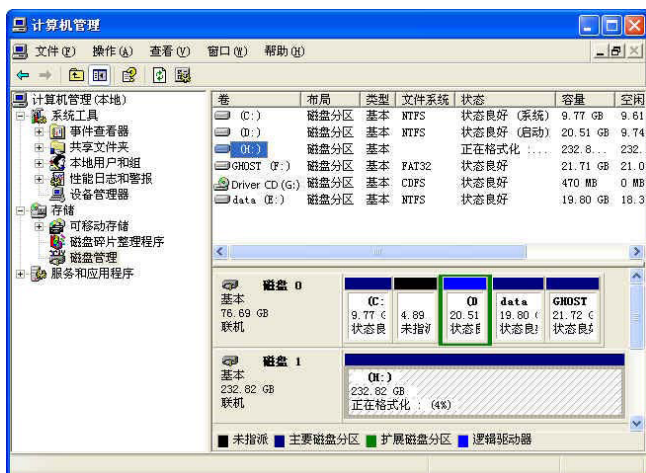 计算机管理
文件(F) 操作(A) 查看(V) 窗口(W) 帮助(H)
计算机管理(本地)
系统工具
事件查看器
共享文件夹
本地用户和组
性能日志和警报
设备管理器
存储
可移动存储
磁盘碎片整理程序
磁盘管理
服务和应用程序
卷 布局 类型 文件系统 状态 容量 空闲
(C:) 磁盘分区 基本 NTFS 状态良好 (系统) 9.77 GB 9.61
(D:) 磁盘分区 基本 NTFS 状态良好 (启动) 20.51 GB 9.74
(H:) 磁盘分区 基本 正在格式化 :... 232.8... 232.
GHOST (F:) 磁盘分区 基本 FAT32 状态良好 21.71 GB 21.0
Driver CD (G:) 磁盘分区 基本 CDFS 状态良好 470 MB 0 MB
data (E:) 磁盘分区 基本 NTFS 状态良好 19.80 GB 18.3
磁盘 0
基本
76.69 GB
联机
(C: (D data GHOST
9.77 G 4.89 20.51 19.80 ( 21.72 G
状态良 未指 状态 状态良 状态良
磁盘 1
基本
232.82 GB
联机
(H:)
232.82 GB
正在格式化 : (4%)
未指派 主要磁盘分区 扩展磁盘分区 逻辑驱动器